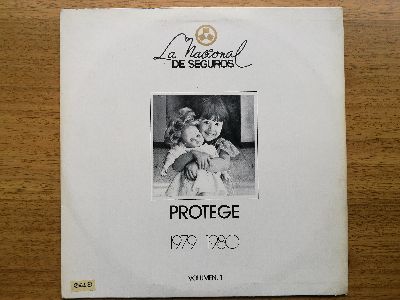 La Nacional
DE SEGUROS
PROTEGE
1979 1980
VOLUMEN. 1